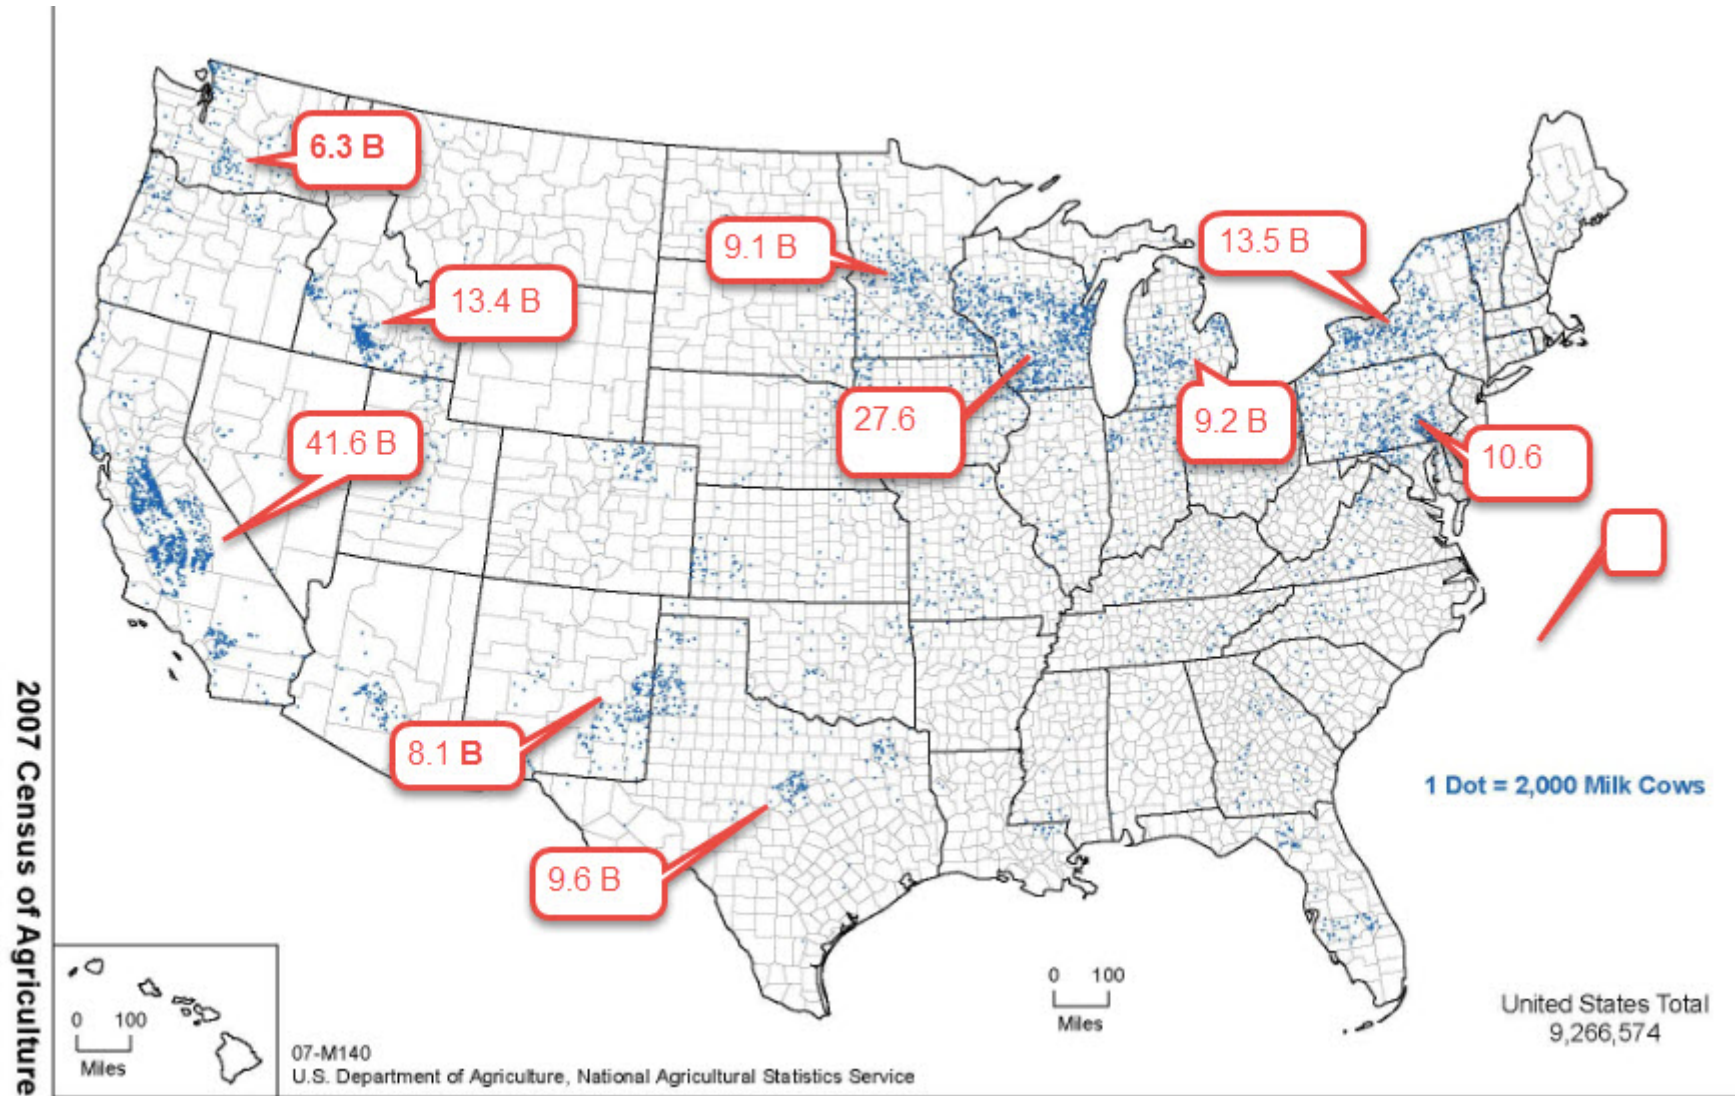 6.3 B
9.1 B
13.5 B
13.4 B
41.6 B
27.6
9.2 B
10.6
8.1 B
9.6 B
1 Dot = 2,000 Milk Cows
2007 Census of Agriculture
0 100
Miles
0 100
Miles
United States Total
9,266,574
07-M140
U.S. Department of Agriculture, National Agricultural Statistics Service